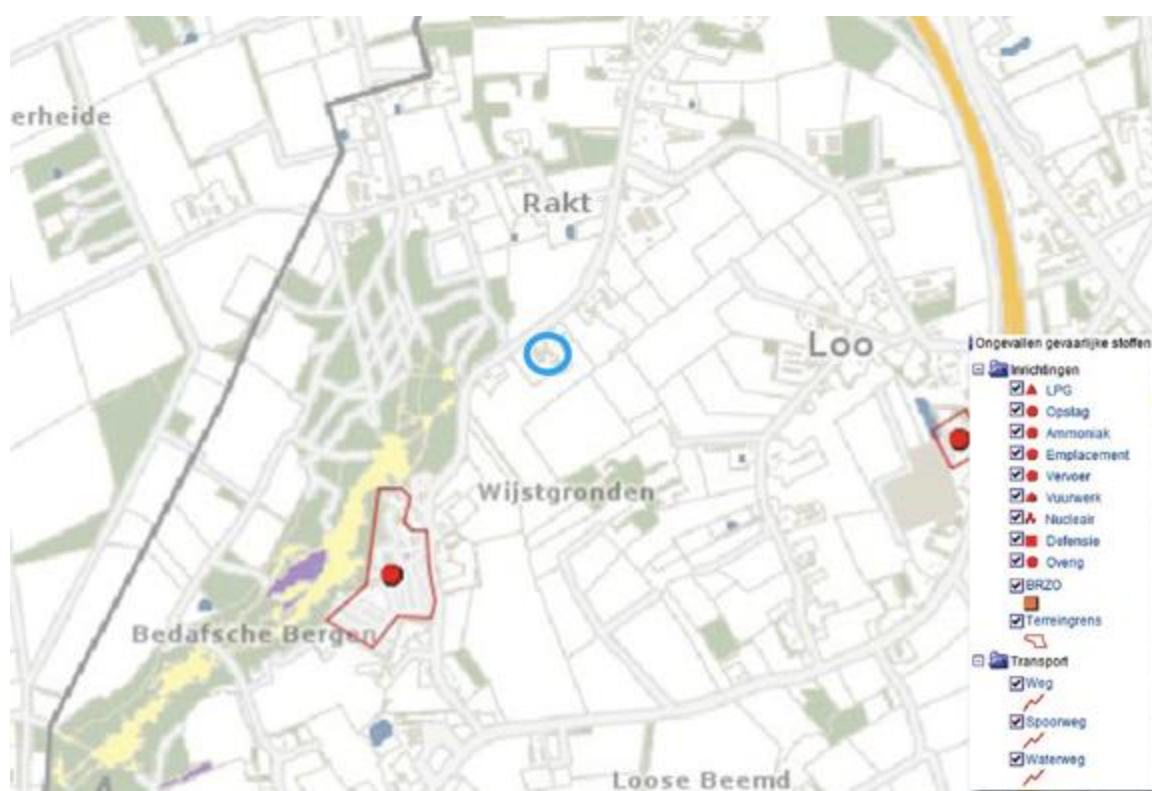 erheide
Rakt
Loo
Wijstgronden
Bedafsche Bergen
Loose Beemd
Ongevallen gevaarlijke stoffen
Inrichtingen
LPG
Opslag
Ammoniak
Emplacement
Vervoer
Vuurwerk
Nucleair
Defensie
Overig
BRZO
Terreingrens
Transport
Weg
Spoorweg
Waterweg